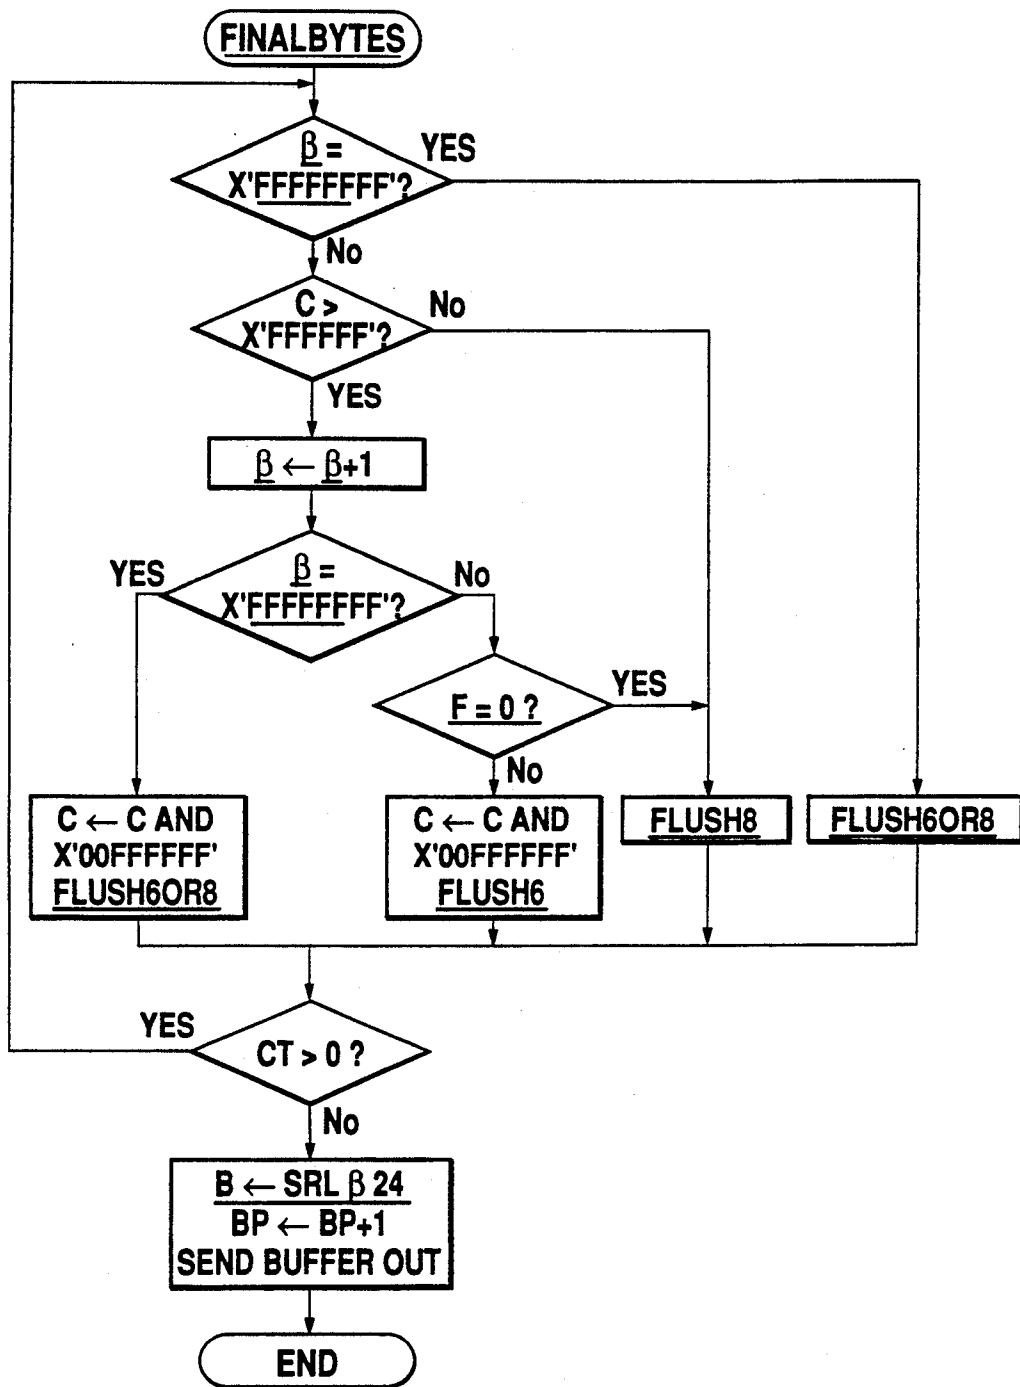 FINALBYTES
β =
X'FFFFFFFF'?
YES
No
C >
X'FFFFFF'?
No
YES
β ← β+1
β =
X'FFFFFFFF'?
YES
No
F = 0 ?
YES
No
C ← C AND
X'00FFFFFF'
FLUSH6OR8
C ← C AND
X'00FFFFFF'
FLUSH6
FLUSH8
FLUSH6OR8
CT > 0 ?
YES
No
B ← SRL β 24
BP ← BP+1
SEND BUFFER OUT
END